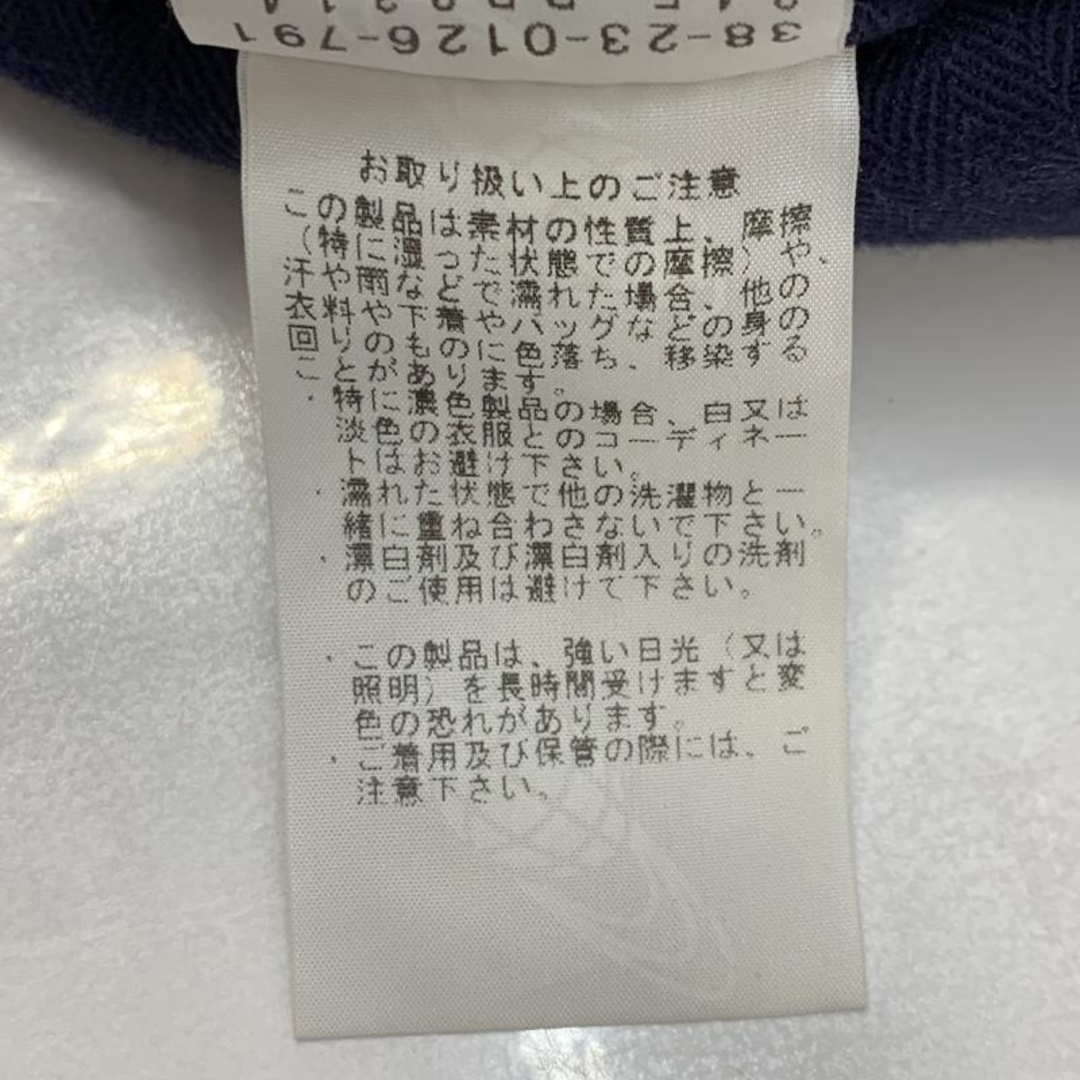 38-23-0126-791
お取り扱い上のご注意
この製品は素材の性質上、摩擦
(特に湿った状態での摩擦)や、
汗や雨などで濡れた場合、他の
衣料や下着やバッグなど、身の
回りのものに色落ち、移染する
ことがあります。
・特に濃色製品の場合、白又は
淡色の衣服とのコーディネー
トはお避け下さい。
・濡れた状態で他の洗濯物と一
緒に重ね合わさないで下さい。
・漂白剤及び漂白剤入りの洗剤
のご使用は避けて下さい。
・この製品は、強い日光(又は
照明)を長時間受けますと変
色の恐れがあります。
・ご着用及び保管の際には、ご
注意下さい。